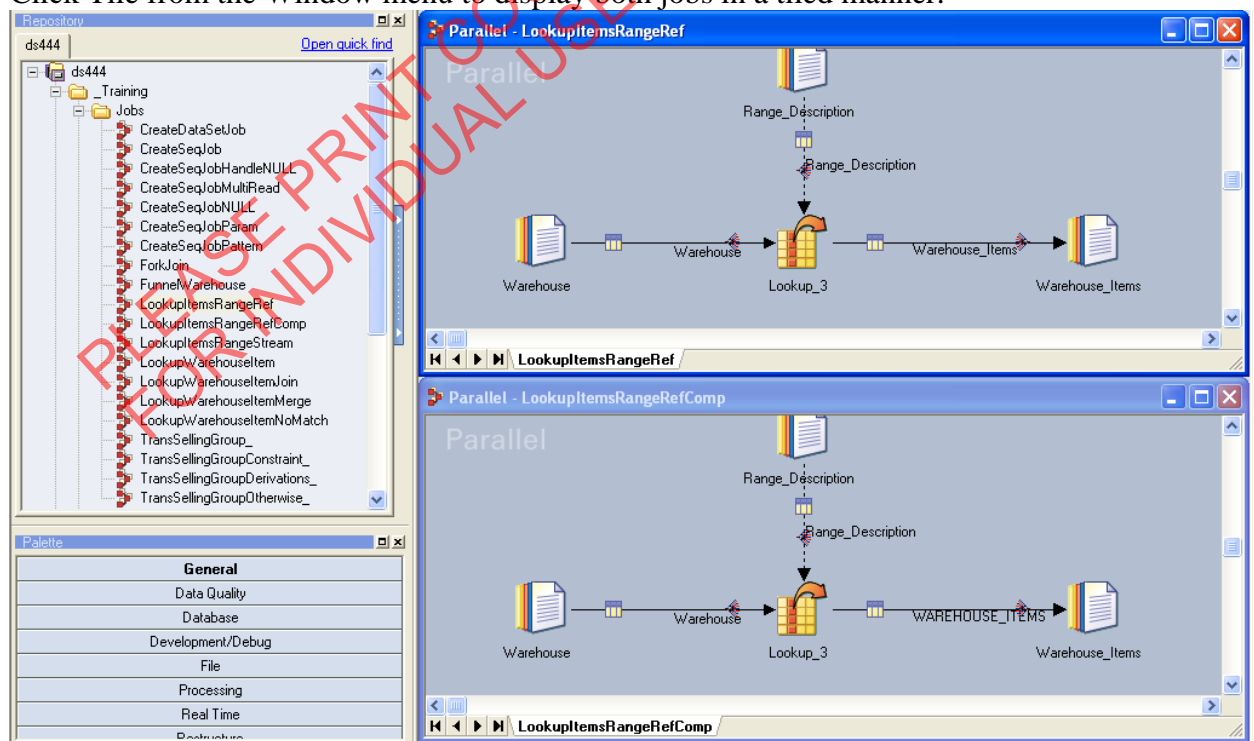 Click Tile from the Window menu to display both jobs in a tiled manner.
Repository
ds444
Open quick find
ds444
_Training
Jobs
CreateDataSetJob
CreateSeqJob
CreateSeqJobHandleNULL
CreateSeqJobMultiRead
CreateSeqJobNULL
CreateSeqJobParam
CreateSeqJobPattern
ForkJoin
FunnelWarehouse
LookupItemsRangeRef
LookupItemsRangeRefComp
LookupItemsRangeStream
LookupWarehouseItem
LookupWarehouseItemJoin
LookupWarehouseItemMerge
LookupWarehouseItemNoMatch
TransSellingGroup_
TransSellingGroupConstraint_
TransSellingGroupDerivations_
TransSellingGroupOtherwise_
Palette
General
Data Quality
Database
Development/Debug
File
Processing
Real Time
Restructure
Parallel - LookupItemsRangeRef
Parallel
Range_Description
Range_Description
Warehouse
Warehouse_Items
Warehouse
Lookup_3
Warehouse_Items
LookupItemsRangeRef
Parallel - LookupItemsRangeRefComp
Parallel
Range_Description
Range_Description
Warehouse
WAREHOUSE_ITEMS
Warehouse
Lookup_3
Warehouse_Items
LookupItemsRangeRefComp
PLEASE PRINT CO
FOR INDIVIDUAL USE